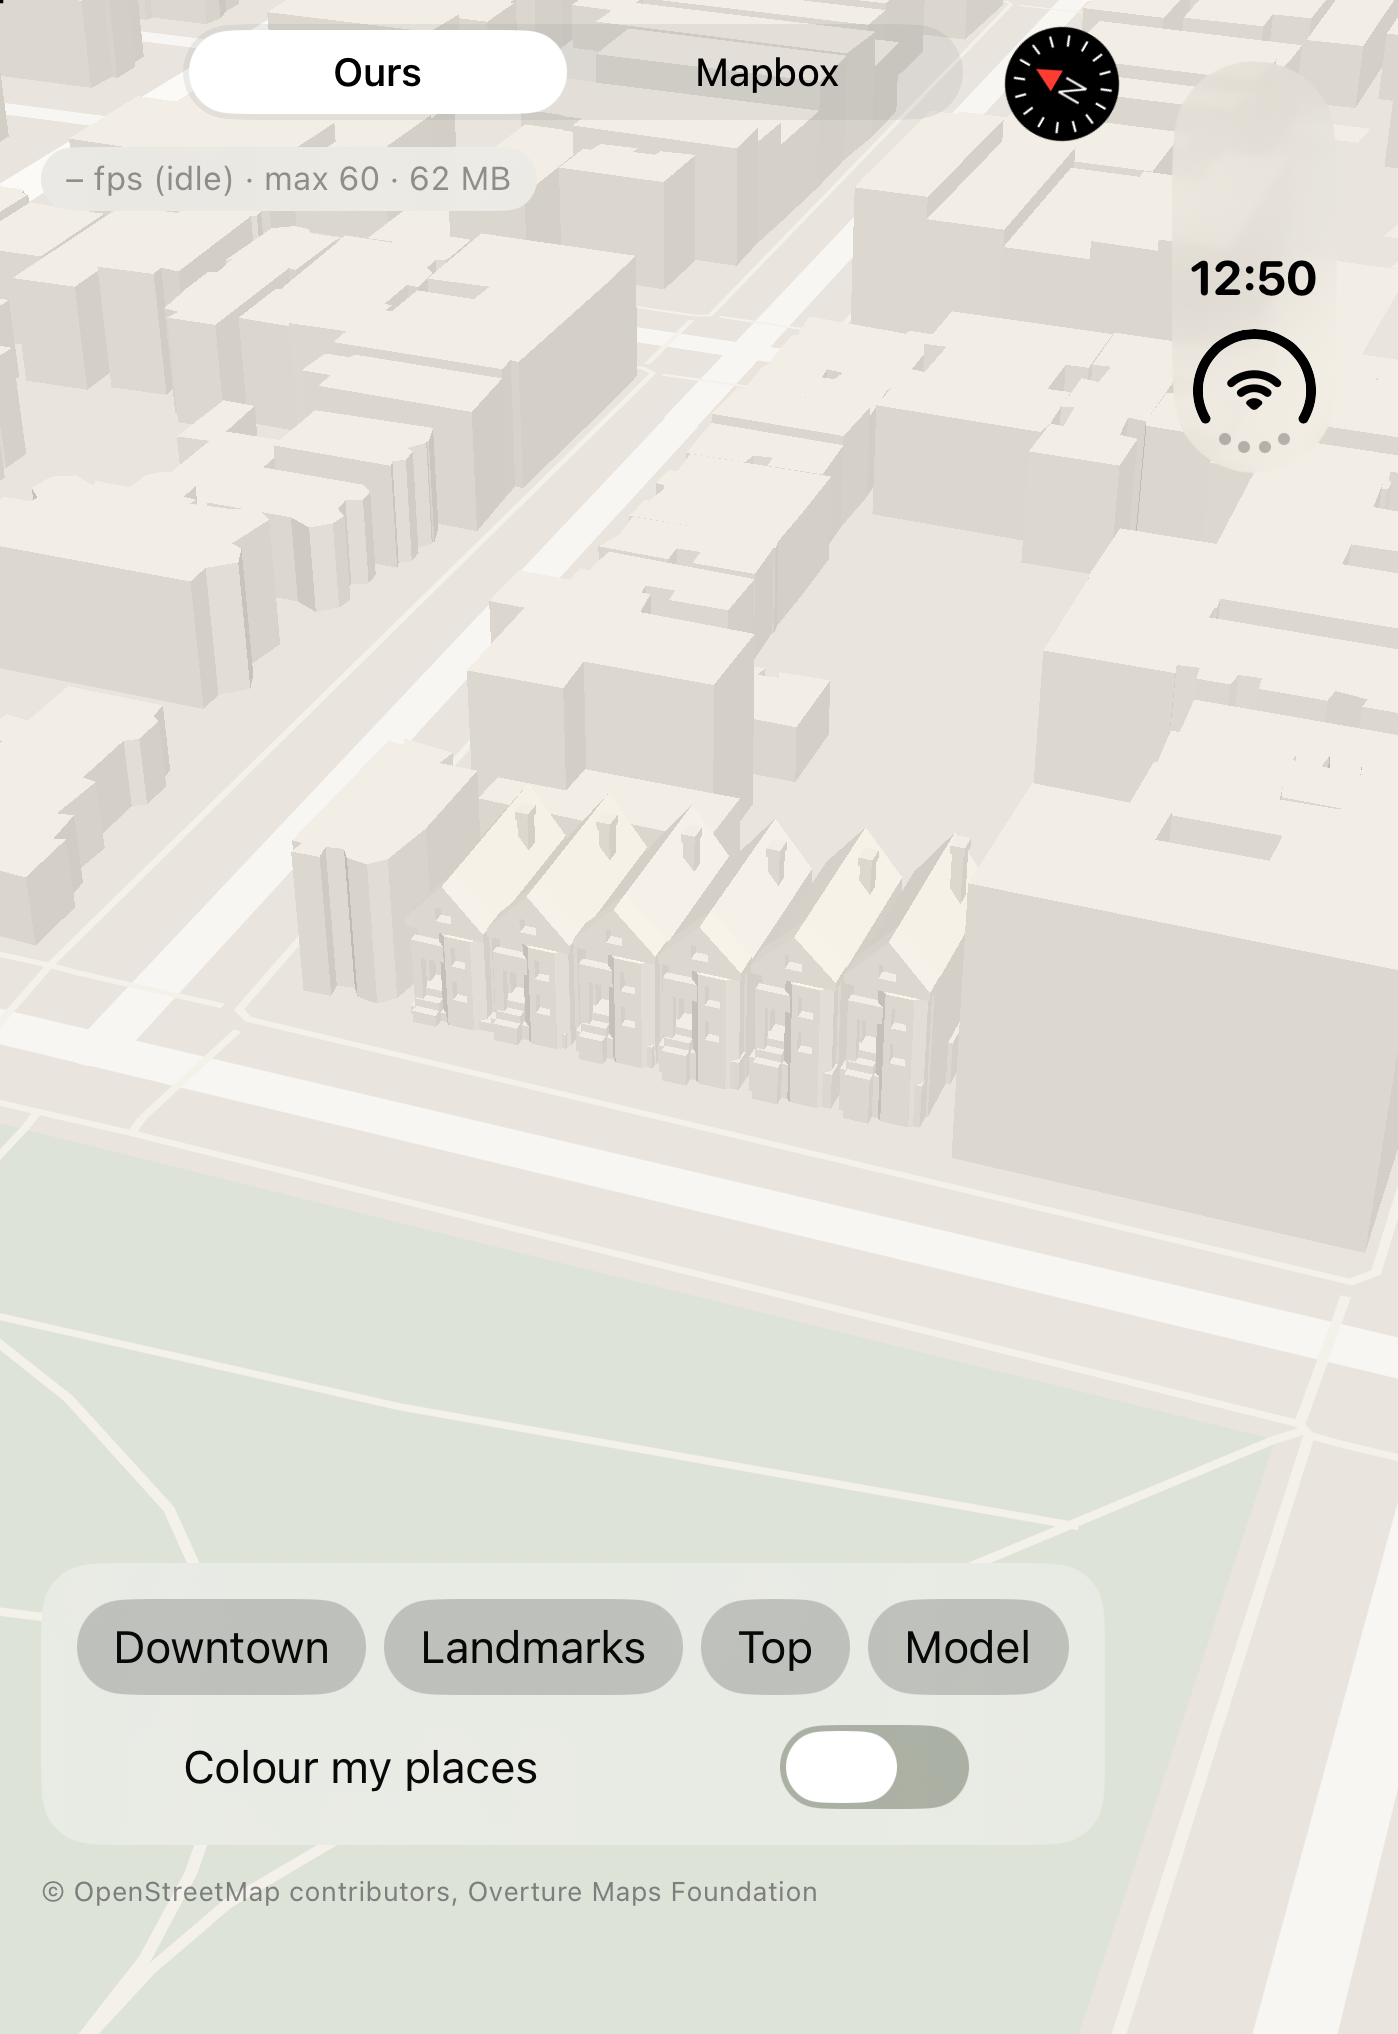 Ours
Mapbox
N
– fps (idle) · max 60 · 62 MB
12:50
Downtown
Landmarks
Top
Model
Colour my places
© OpenStreetMap contributors, Overture Maps Foundation